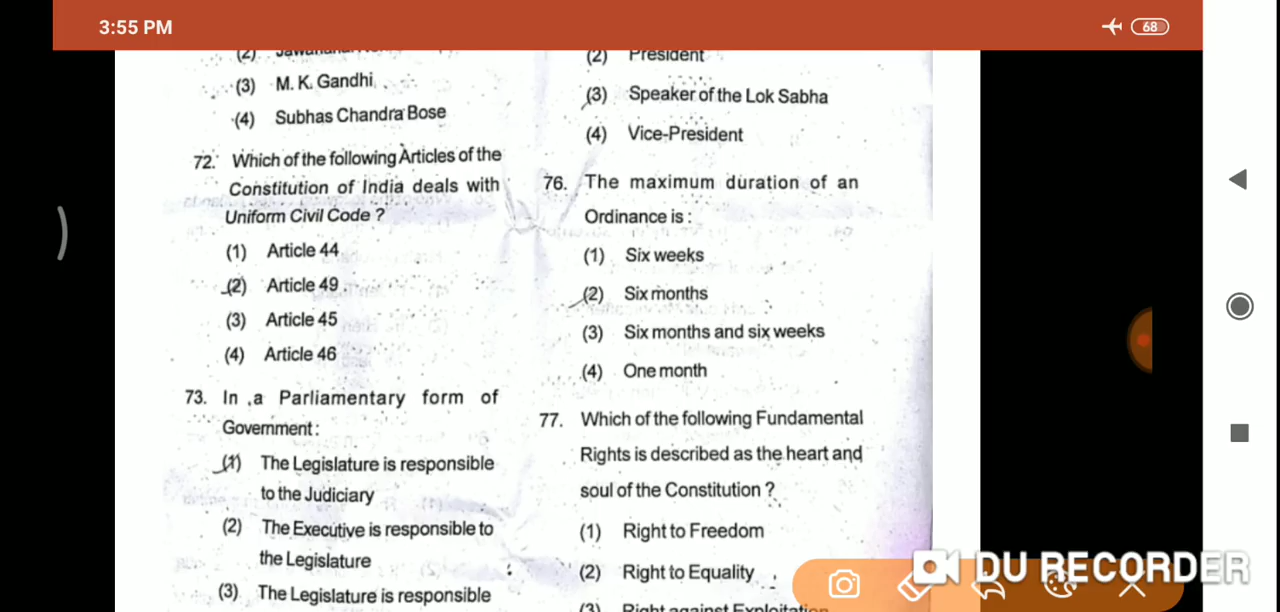 3:55 PM
68
(3) M. K. Gandhi
(4) Subhas Chandra Bose
72. Which of the following Articles of the
Constitution of India deals with
Uniform Civil Code ?
(1) Article 44
(2) Article 49
(3) Article 45
(4) Article 46
73. In a Parliamentary form of
Government :
(1) The Legislature is responsible
to the Judiciary
(2) The Executive is responsible to
the Legislature
(3) The Legislature is responsible
(2) President
(3) Speaker of the Lok Sabha
(4) Vice-President
76. The maximum duration of an
Ordinance is :
(1) Six weeks
(2) Six months
(3) Six months and six weeks
(4) One month
77. Which of the following Fundamental
Rights is described as the heart and
soul of the Constitution ?
(1) Right to Freedom
(2) Right to Equality
(3) Right against Exploitation
DU RECORDER